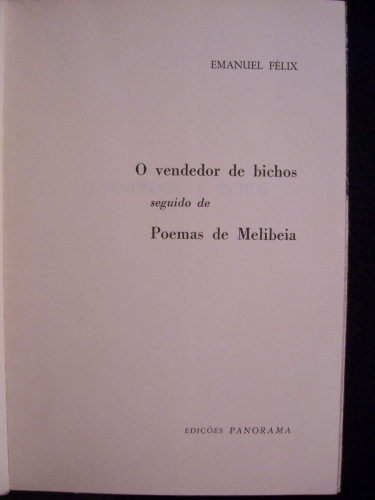 EMANUEL FÉLIX
O vendedor de bichos
seguido de
Poemas de Melibeia
EDIÇÕES PANORAMA